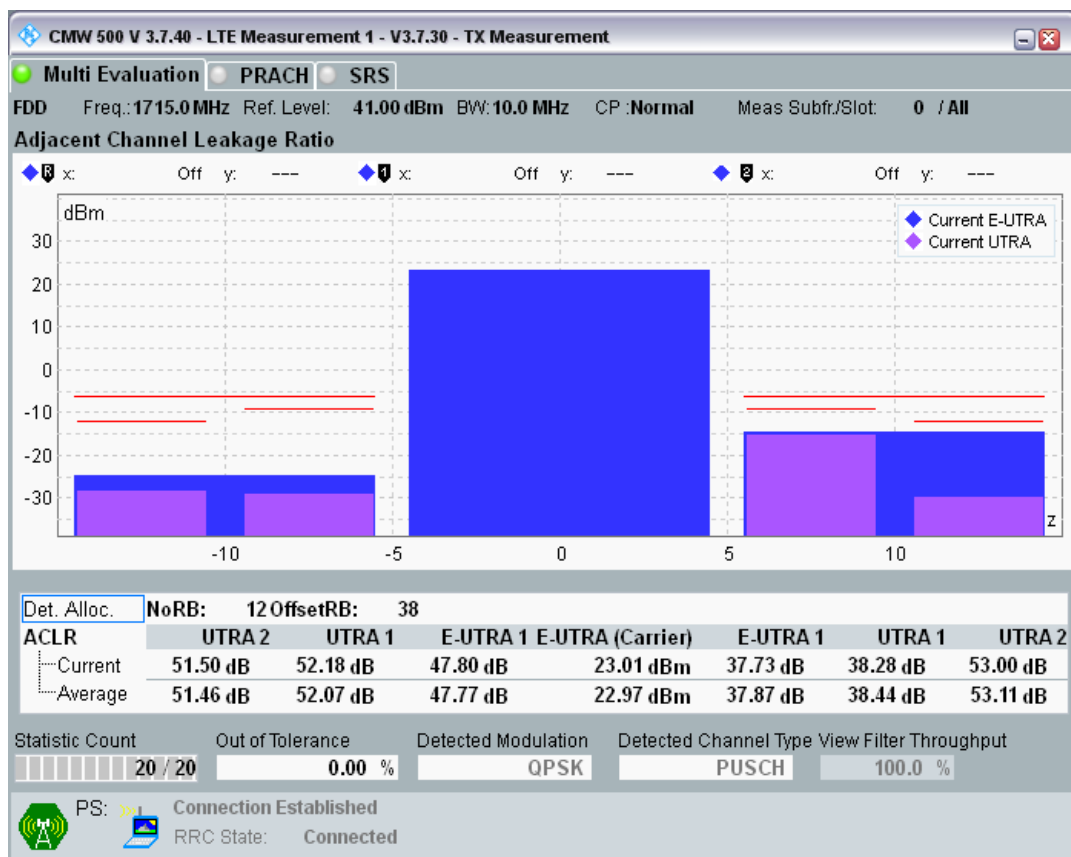 CMW 500 V 3.7.40 - LTE Measurement 1 - V3.7.30 - TX Measurement
Multi Evaluation PRACH SRS
FDD Freq.: 1715.0 MHz Ref. Level: 41.00 dBm BW: 10.0 MHz CP :Normal Meas Subfr./Slot: 0 / All
Adjacent Channel Leakage Ratio
R x: Off y: --- 1 x: Off y: --- 2 x: Off y: ---
dBm
Current E-UTRA
Current UTRA
30
20
10
0
-10
-20
-30
z
-10 -5 0 5 10
Det. Alloc. NoRB: 12 OffsetRB: 38
ACLR UTRA 2 UTRA 1 E-UTRA 1 E-UTRA (Carrier) E-UTRA 1 UTRA 1 UTRA 2
Current 51.50 dB 52.18 dB 47.80 dB 23.01 dBm 37.73 dB 38.28 dB 53.00 dB
Average 51.46 dB 52.07 dB 47.77 dB 22.97 dBm 37.87 dB 38.44 dB 53.11 dB
Statistic Count Out of Tolerance Detected Modulation Detected Channel Type View Filter Throughput
20 / 20 0.00 % QPSK PUSCH 100.0 %
PS: Connection Established
RRC State: Connected